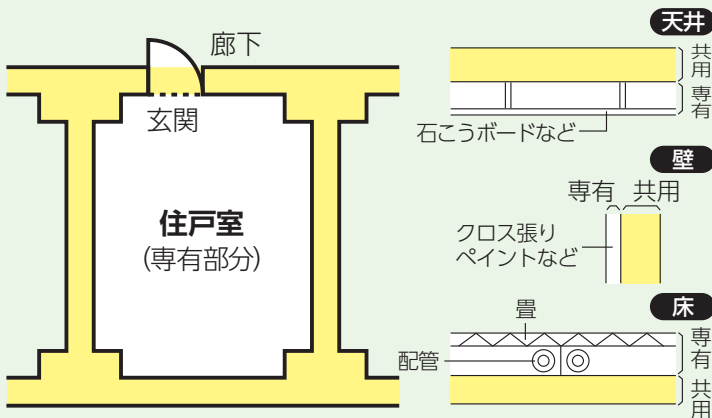 廊下
玄関
住戸室
(専有部分)
天井
共用
専有
石こうボードなど
壁
専有 共用
クロス張り
ペイントなど
床
畳
配管
専有
共用